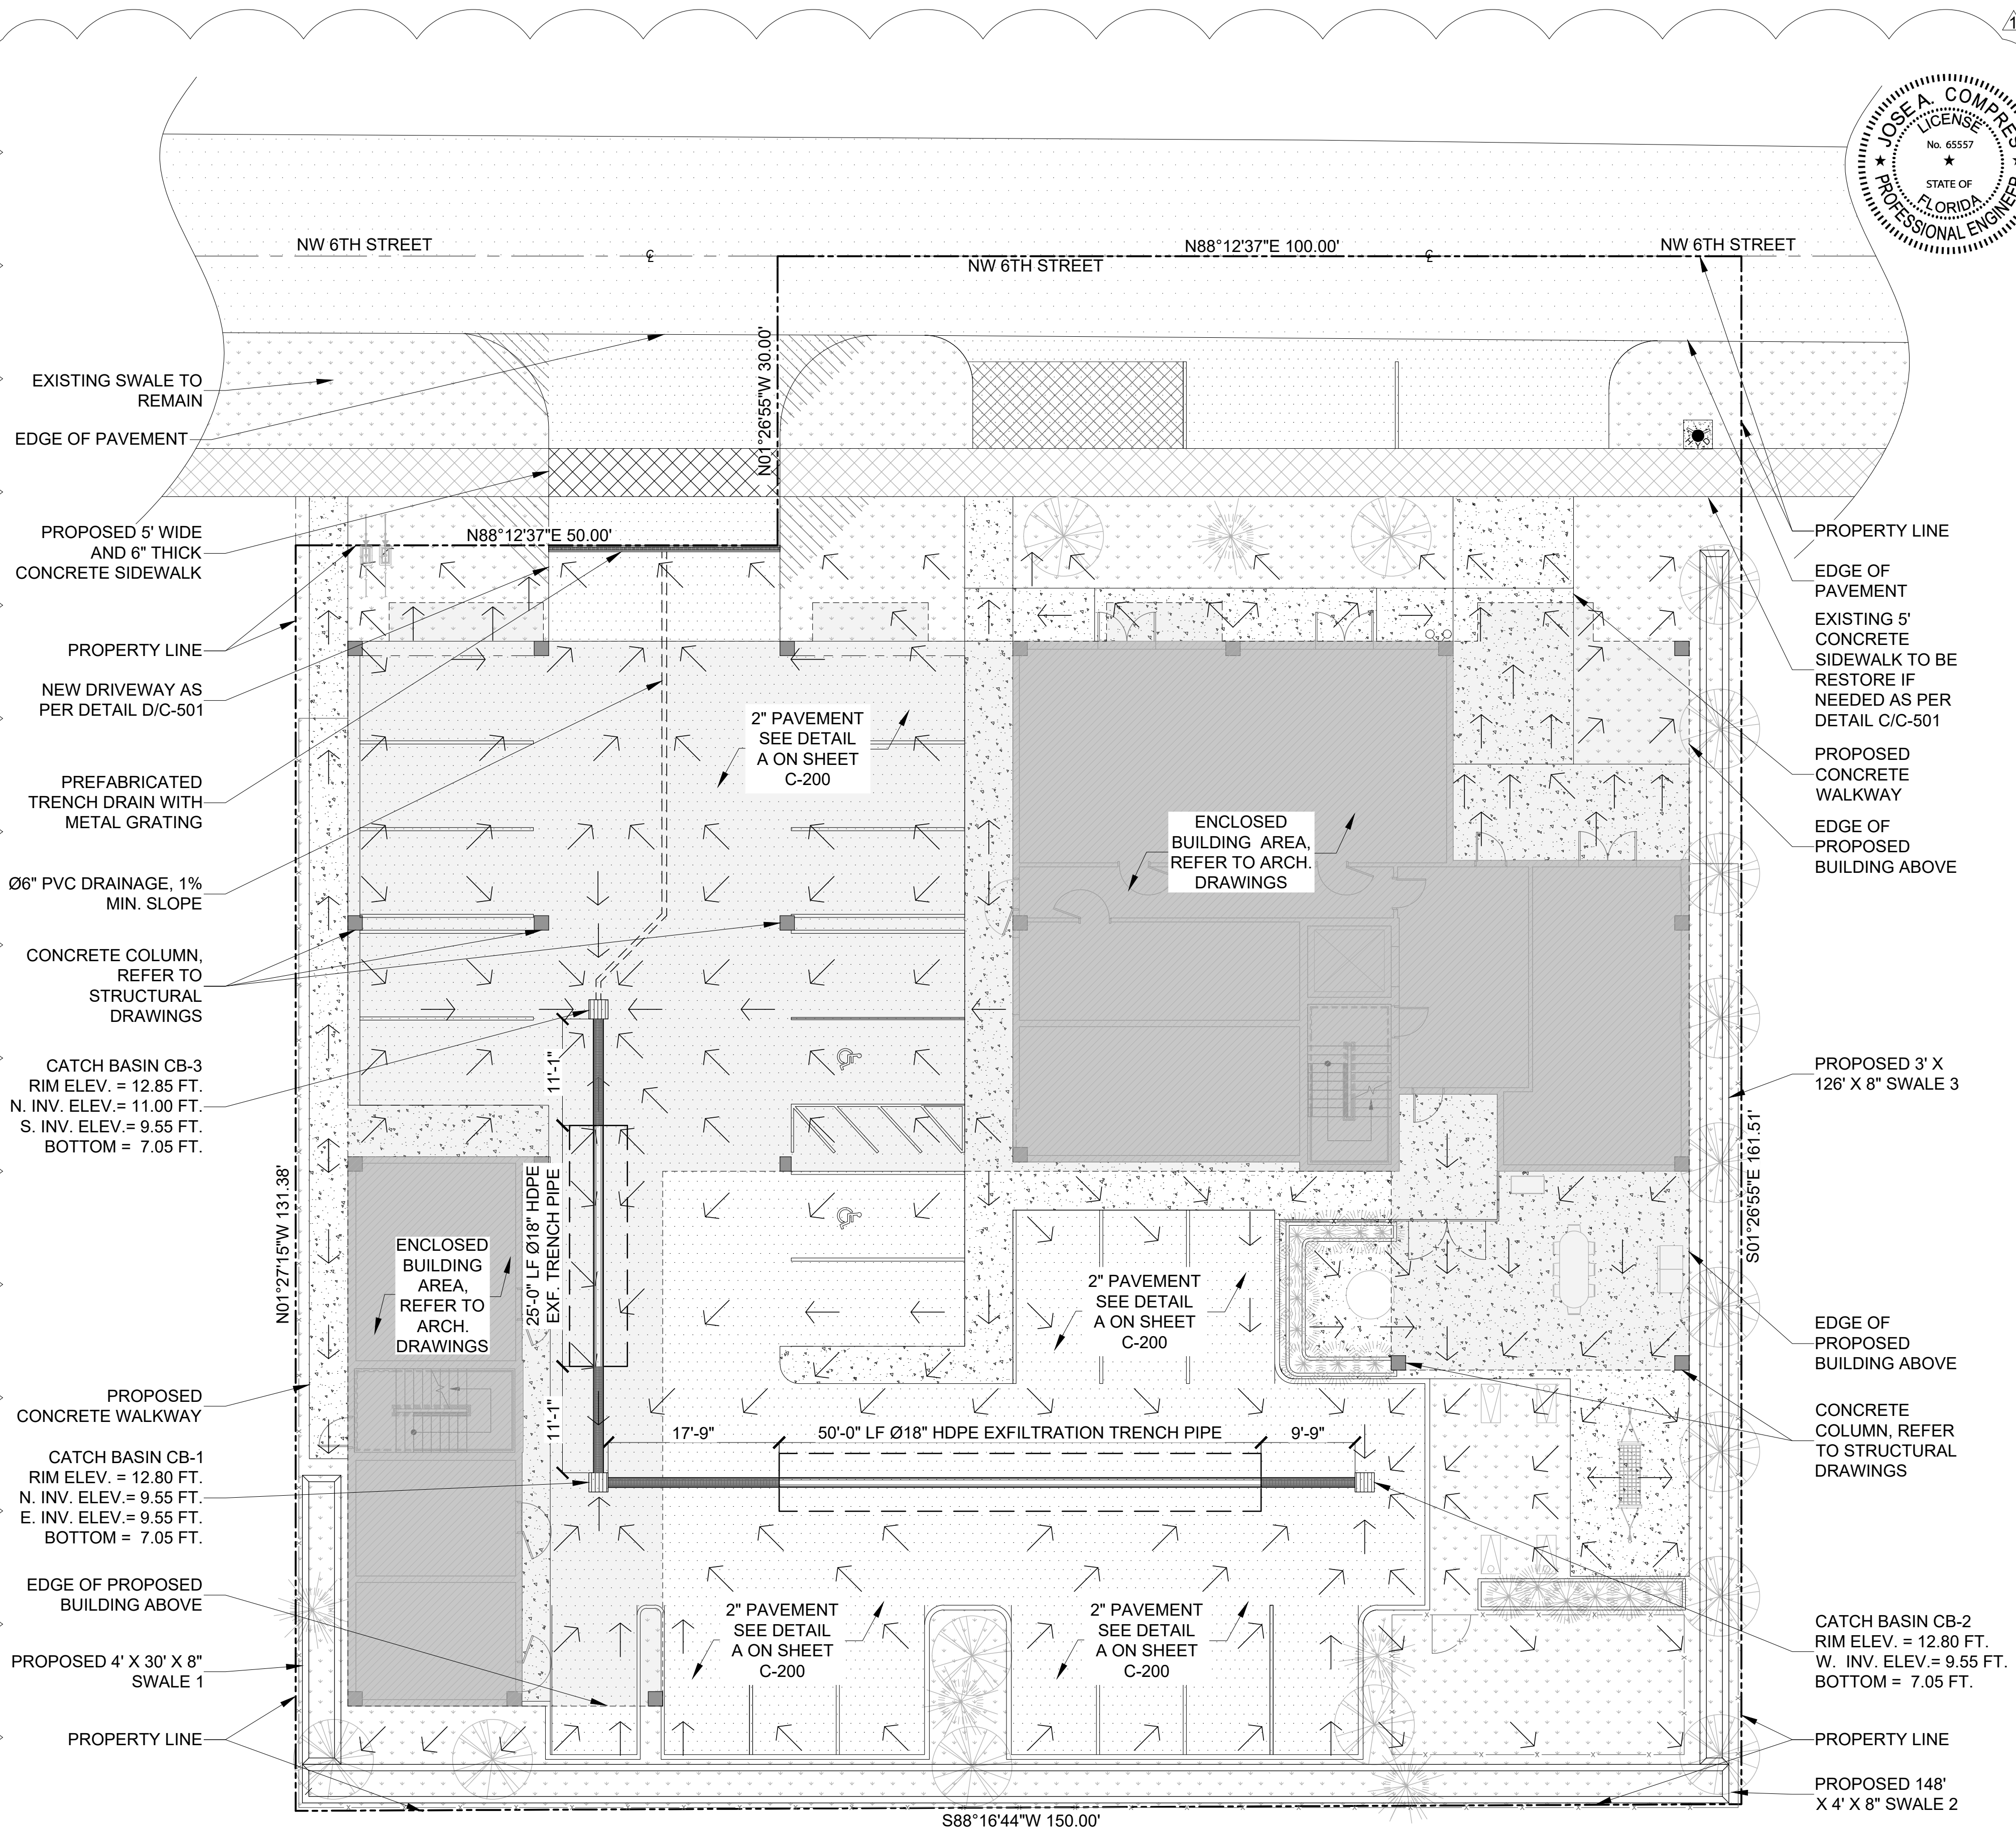 1
JOSE A. COMPRES
LICENSE
No. 65557
STATE OF
FLORIDA
PROFESSIONAL ENGINEER
NW 6TH STREET
N88°12'37"E 100.00'
NW 6TH STREET
NW 6TH STREET
N01°26'55"W 30.00'
N88°12'37"E 50.00'
EXISTING SWALE TO
REMAIN
EDGE OF PAVEMENT
PROPOSED 5' WIDE
AND 6" THICK
CONCRETE SIDEWALK
PROPERTY LINE
NEW DRIVEWAY AS
PER DETAIL D/C-501
PREFABRICATED
TRENCH DRAIN WITH
METAL GRATING
Ø6" PVC DRAINAGE, 1%
MIN. SLOPE
CONCRETE COLUMN,
REFER TO
STRUCTURAL
DRAWINGS
CATCH BASIN CB-3
RIM ELEV. = 12.85 FT.
N. INV. ELEV.= 11.00 FT.
S. INV. ELEV.= 9.55 FT.
BOTTOM = 7.05 FT.
PROPOSED
CONCRETE WALKWAY
CATCH BASIN CB-1
RIM ELEV. = 12.80 FT.
N. INV. ELEV.= 9.55 FT.
E. INV. ELEV.= 9.55 FT.
BOTTOM = 7.05 FT.
EDGE OF PROPOSED
BUILDING ABOVE
PROPOSED 4' X 30' X 8"
SWALE 1
PROPERTY LINE
N01°27'15"W 131.38'
2" PAVEMENT
SEE DETAIL
A ON SHEET
C-200
ENCLOSED
BUILDING AREA,
REFER TO ARCH.
DRAWINGS
11'-1"
25'-0" LF Ø18" HDPE
EXF. TRENCH PIPE
11'-1"
ENCLOSED
BUILDING
AREA,
REFER TO
ARCH.
DRAWINGS
2" PAVEMENT
SEE DETAIL
A ON SHEET
C-200
17'-9"
50'-0" LF Ø18" HDPE EXFILTRATION TRENCH PIPE
9'-9"
2" PAVEMENT
SEE DETAIL
A ON SHEET
C-200
2" PAVEMENT
SEE DETAIL
A ON SHEET
C-200
S88°16'44"W 150.00'
S01°26'55"E 161.51'
PROPERTY LINE
EDGE OF
PAVEMENT
EXISTING 5'
CONCRETE
SIDEWALK TO BE
RESTORE IF
NEEDED AS PER
DETAIL C/C-501
PROPOSED
CONCRETE
WALKWAY
EDGE OF
PROPOSED
BUILDING ABOVE
PROPOSED 3' X
126' X 8" SWALE 3
EDGE OF
PROPOSED
BUILDING ABOVE
CONCRETE
COLUMN, REFER
TO STRUCTURAL
DRAWINGS
CATCH BASIN CB-2
RIM ELEV. = 12.80 FT.
W. INV. ELEV.= 9.55 FT.
BOTTOM = 7.05 FT.
PROPERTY LINE
PROPOSED 148'
X 4' X 8" SWALE 2